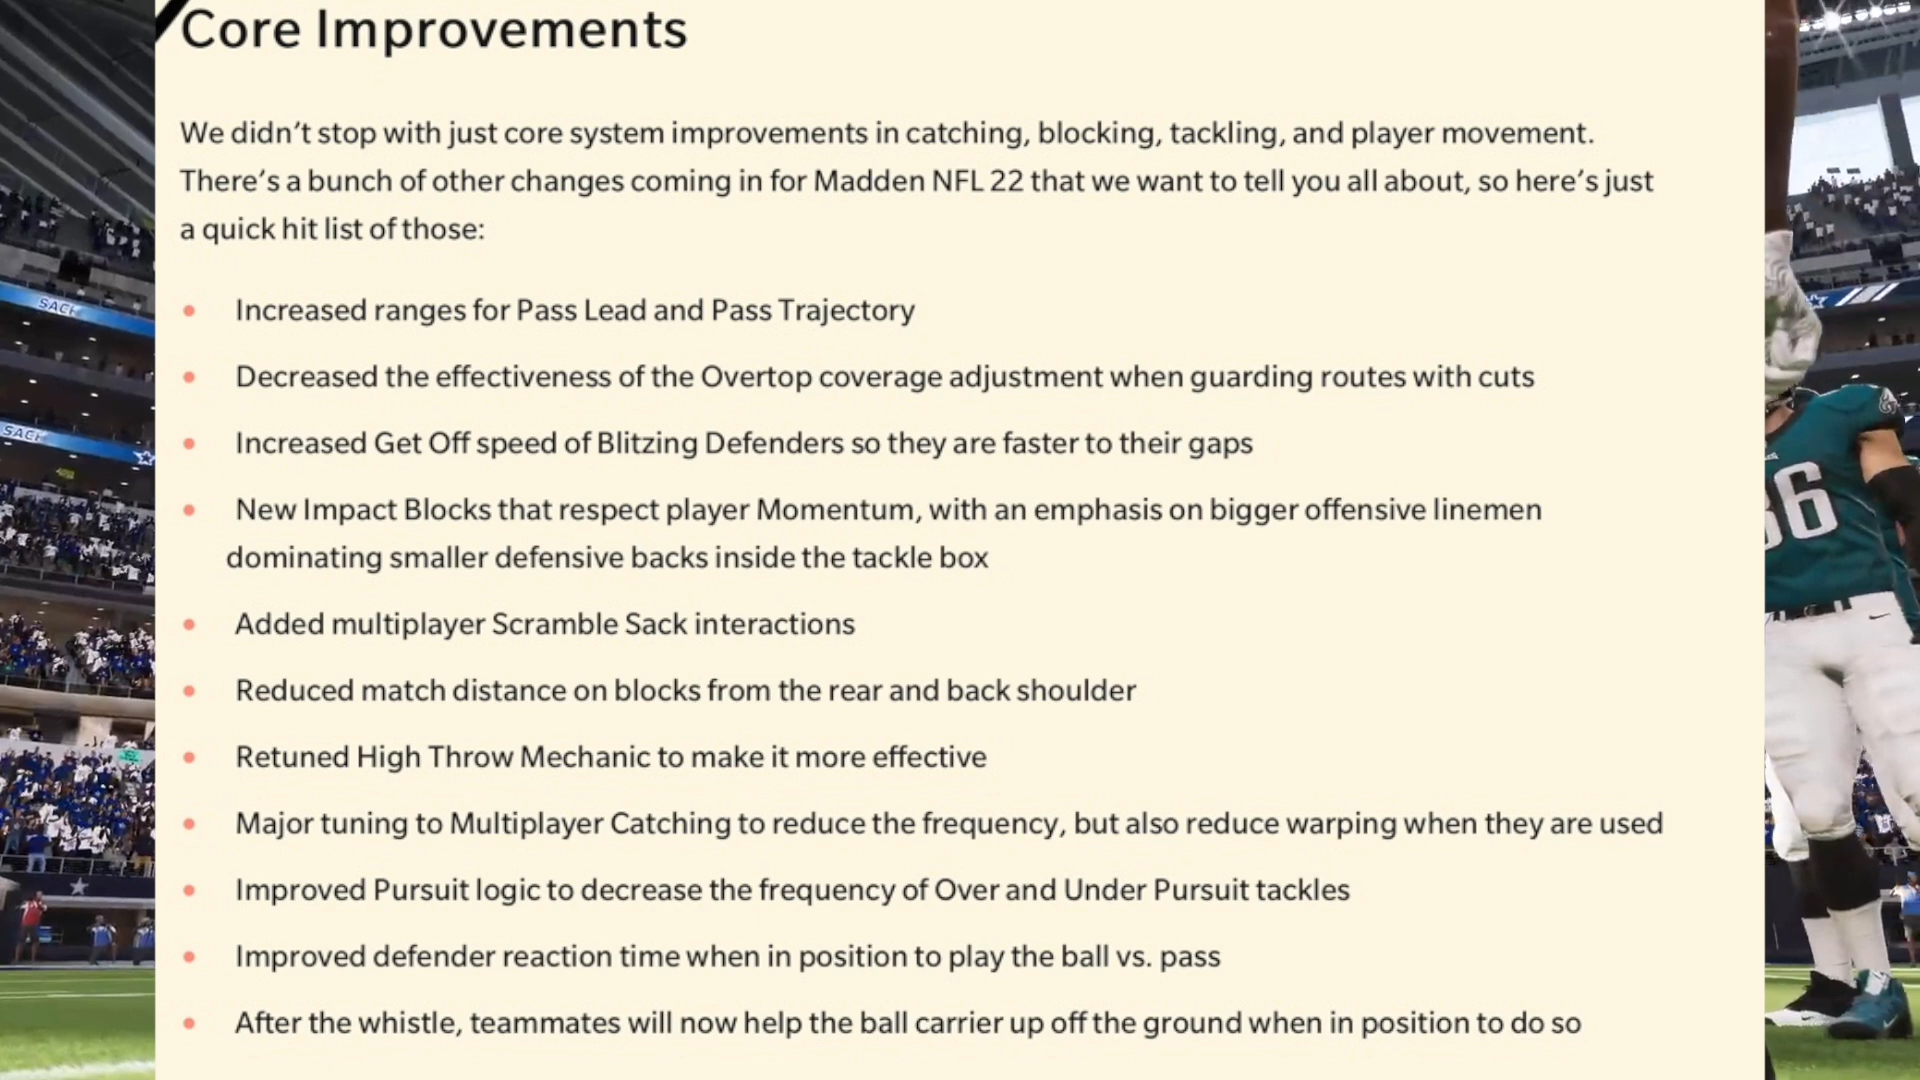 Core Improvements
We didn’t stop with just core system improvements in catching, blocking, tackling, and player movement.
There’s a bunch of other changes coming in for Madden NFL 22 that we want to tell you all about, so here’s just
a quick hit list of those:
• Increased ranges for Pass Lead and Pass Trajectory
• Decreased the effectiveness of the Overtop coverage adjustment when guarding routes with cuts
• Increased Get Off speed of Blitzing Defenders so they are faster to their gaps
• New Impact Blocks that respect player Momentum, with an emphasis on bigger offensive linemen
dominating smaller defensive backs inside the tackle box
• Added multiplayer Scramble Sack interactions
• Reduced match distance on blocks from the rear and back shoulder
• Retuned High Throw Mechanic to make it more effective
• Major tuning to Multiplayer Catching to reduce the frequency, but also reduce warping when they are used
• Improved Pursuit logic to decrease the frequency of Over and Under Pursuit tackles
• Improved defender reaction time when in position to play the ball vs. pass
• After the whistle, teammates will now help the ball carrier up off the ground when in position to do so
SACK
SACK